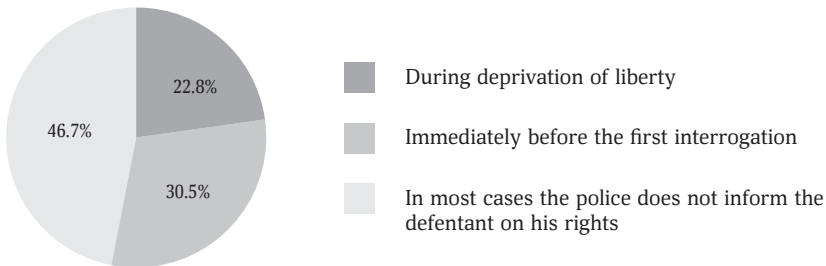 22.8%
46.7%
30.5%
During deprivation of liberty
Immediately before the first interrogation
In most cases the police does not inform the
defentant on his rights